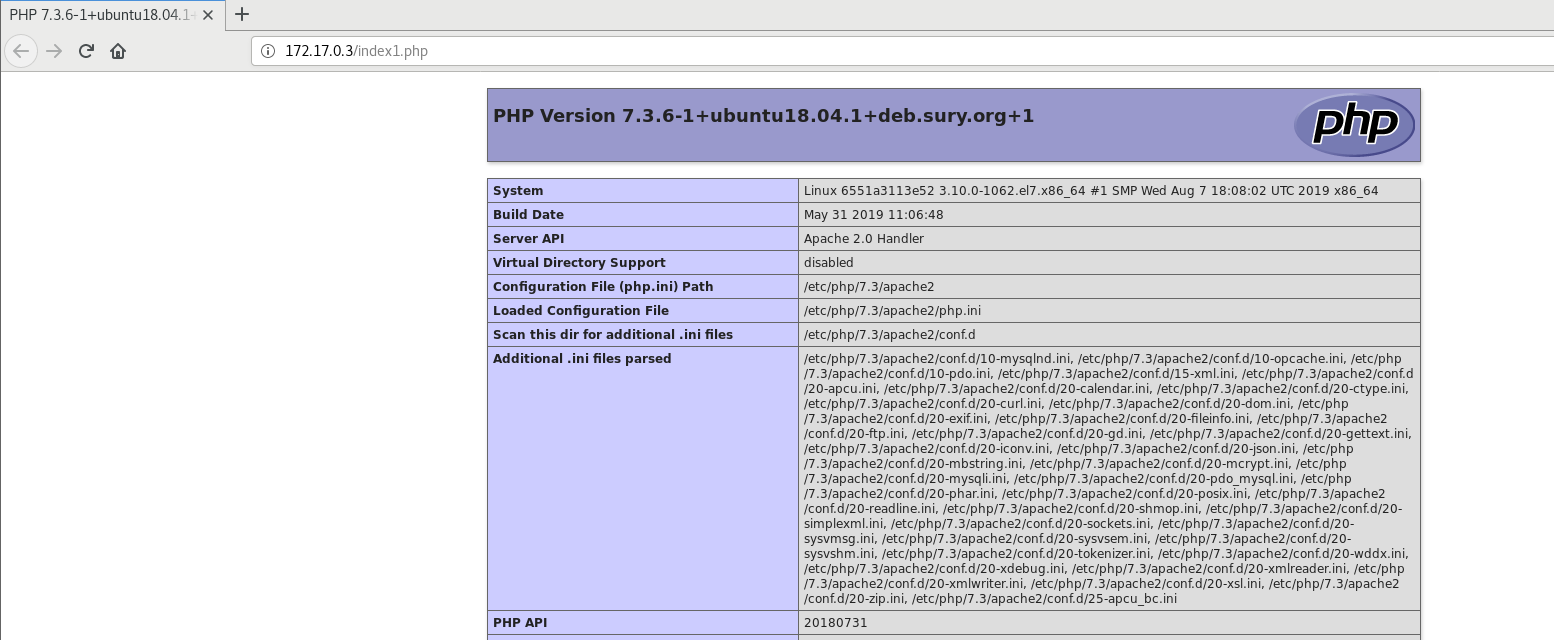 PHP 7.3.6-1+ubuntu18.04.1+
172.17.0.3/index1.php
PHP Version 7.3.6-1+ubuntu18.04.1+deb.sury.org+1
php
System Linux 6551a3113e52 3.10.0-1062.el7.x86_64 #1 SMP Wed Aug 7 18:08:02 UTC 2019 x86_64
Build Date May 31 2019 11:06:48
Server API Apache 2.0 Handler
Virtual Directory Support disabled
Configuration File (php.ini) Path /etc/php/7.3/apache2
Loaded Configuration File /etc/php/7.3/apache2/php.ini
Scan this dir for additional .ini files /etc/php/7.3/apache2/conf.d
Additional .ini files parsed /etc/php/7.3/apache2/conf.d/10-mysqlnd.ini, /etc/php/7.3/apache2/conf.d/10-opcache.ini, /etc/php
/7.3/apache2/conf.d/10-pdo.ini, /etc/php/7.3/apache2/conf.d/15-xml.ini, /etc/php/7.3/apache2/conf.d
/20-apcu.ini, /etc/php/7.3/apache2/conf.d/20-calendar.ini, /etc/php/7.3/apache2/conf.d/20-ctype.ini,
/etc/php/7.3/apache2/conf.d/20-curl.ini, /etc/php/7.3/apache2/conf.d/20-dom.ini, /etc/php
/7.3/apache2/conf.d/20-exif.ini, /etc/php/7.3/apache2/conf.d/20-fileinfo.ini, /etc/php/7.3/apache2
/conf.d/20-ftp.ini, /etc/php/7.3/apache2/conf.d/20-gd.ini, /etc/php/7.3/apache2/conf.d/20-gettext.ini,
/etc/php/7.3/apache2/conf.d/20-iconv.ini, /etc/php/7.3/apache2/conf.d/20-json.ini, /etc/php
/7.3/apache2/conf.d/20-mbstring.ini, /etc/php/7.3/apache2/conf.d/20-mcrypt.ini, /etc/php
/7.3/apache2/conf.d/20-mysqli.ini, /etc/php/7.3/apache2/conf.d/20-pdo_mysql.ini, /etc/php
/7.3/apache2/conf.d/20-phar.ini, /etc/php/7.3/apache2/conf.d/20-posix.ini, /etc/php/7.3/apache2
/conf.d/20-readline.ini, /etc/php/7.3/apache2/conf.d/20-shmop.ini, /etc/php/7.3/apache2/conf.d/20-
simplexml.ini, /etc/php/7.3/apache2/conf.d/20-sockets.ini, /etc/php/7.3/apache2/conf.d/20-
sysvmsg.ini, /etc/php/7.3/apache2/conf.d/20-sysvsem.ini, /etc/php/7.3/apache2/conf.d/20-
sysvshm.ini, /etc/php/7.3/apache2/conf.d/20-tokenizer.ini, /etc/php/7.3/apache2/conf.d/20-wddx.ini,
/etc/php/7.3/apache2/conf.d/20-xdebug.ini, /etc/php/7.3/apache2/conf.d/20-xmlreader.ini, /etc/php
/7.3/apache2/conf.d/20-xmlwriter.ini, /etc/php/7.3/apache2/conf.d/20-xsl.ini, /etc/php/7.3/apache2
/conf.d/20-zip.ini, /etc/php/7.3/apache2/conf.d/25-apcu_bc.ini
PHP API 20180731